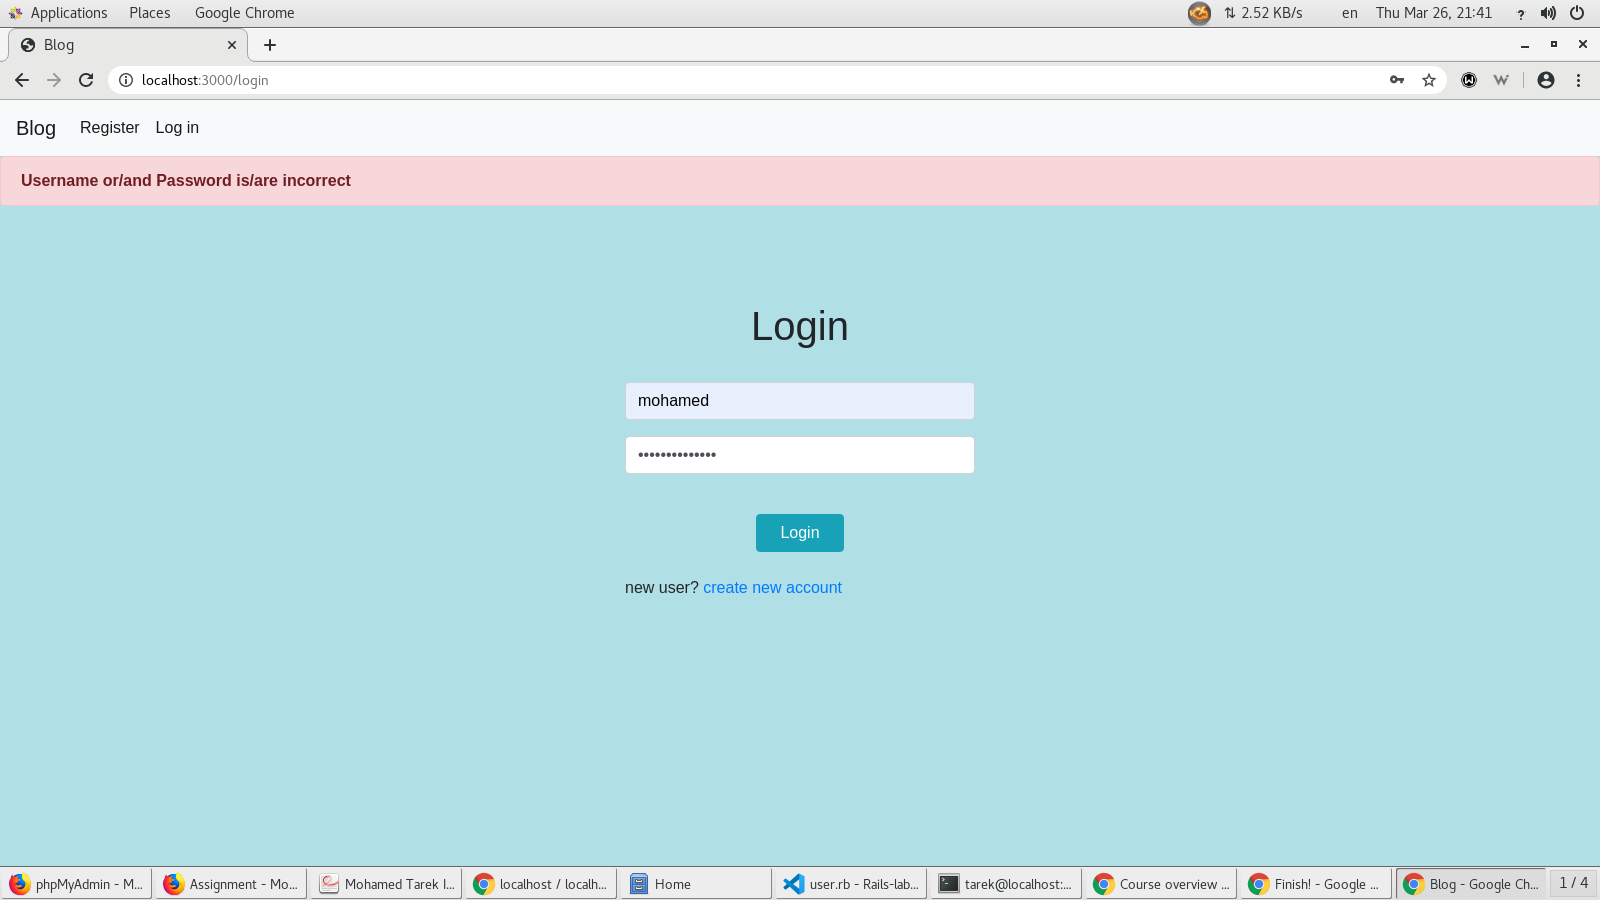 Applications Places Google Chrome 2.52 KB/s en Thu Mar 26, 21:41
Blog
localhost:3000/login
Blog Register Log in
Username or/and Password is/are incorrect
Login
mohamed
••••••••••••••
Login
new user? create new account
phpMyAdmin - M... Assignment - Mo... Mohamed Tarek I... localhost / localh... Home user.rb - Rails-lab... tarek@localhost:... Course overview ... Finish! - Google ... Blog - Google Ch... 1 / 4